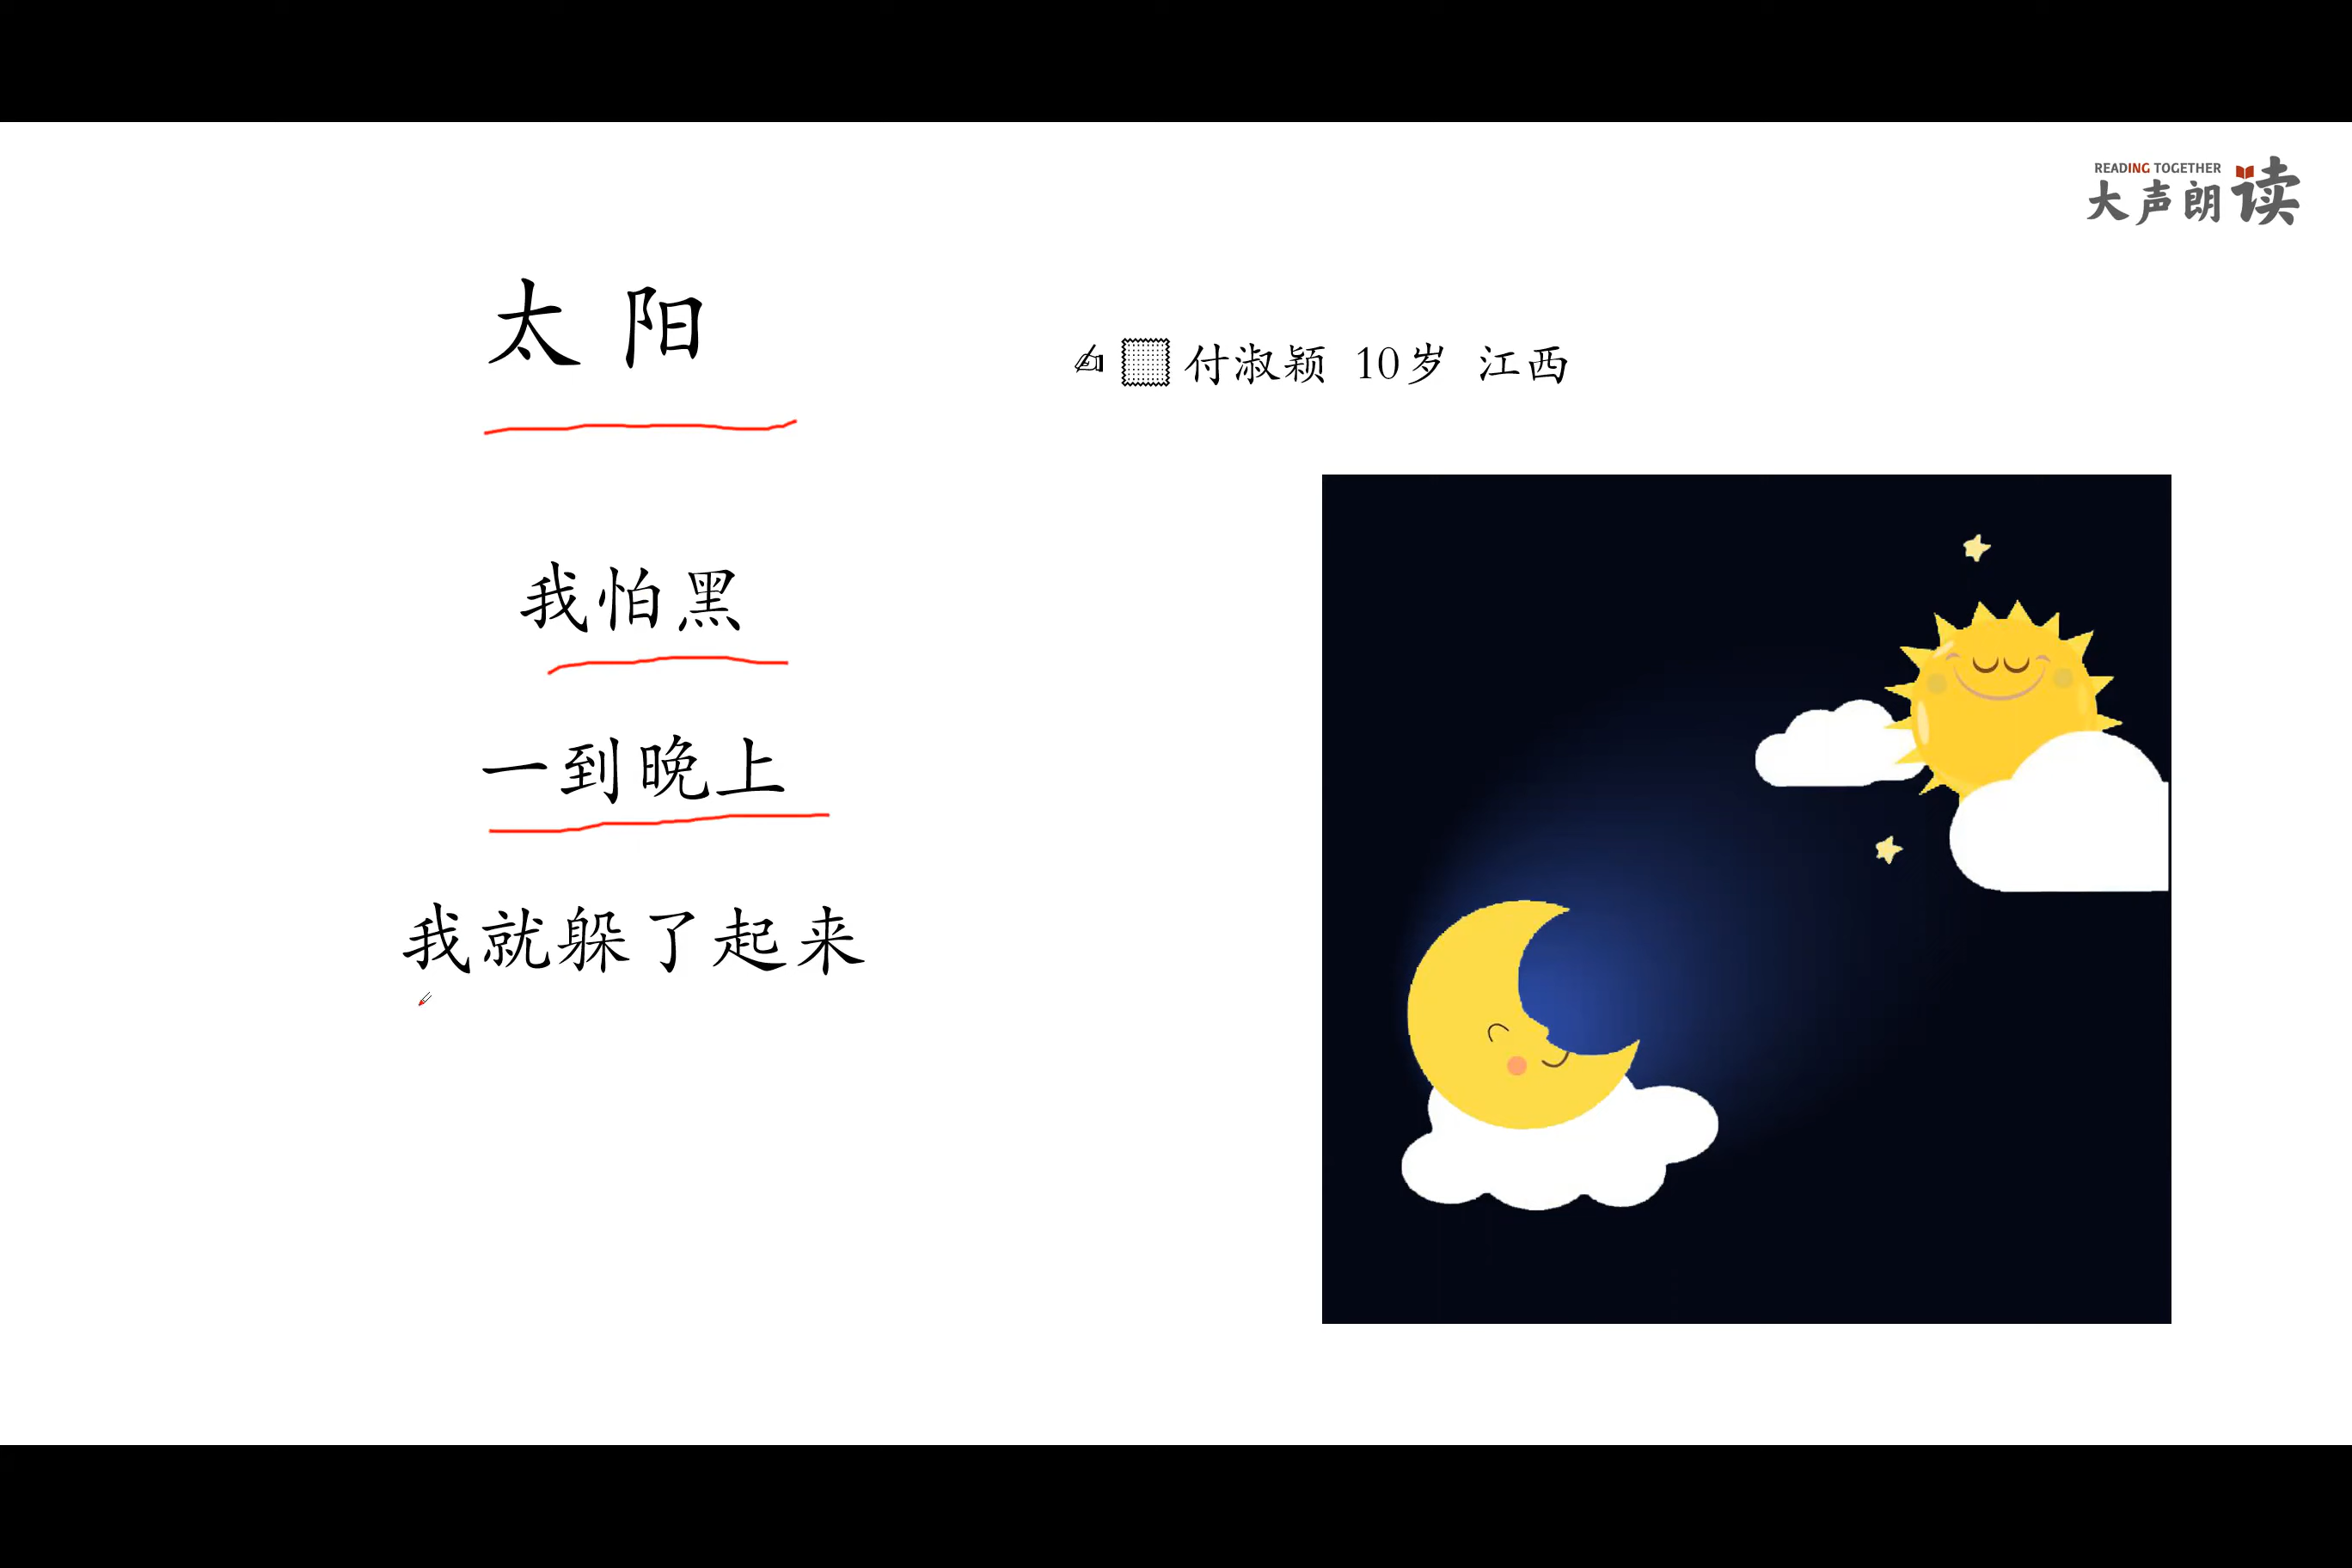 READING TOGETHER
大声朗读
太阳
付淑颖 10岁 江西
我怕黑
一到晚上
我就躲了起来